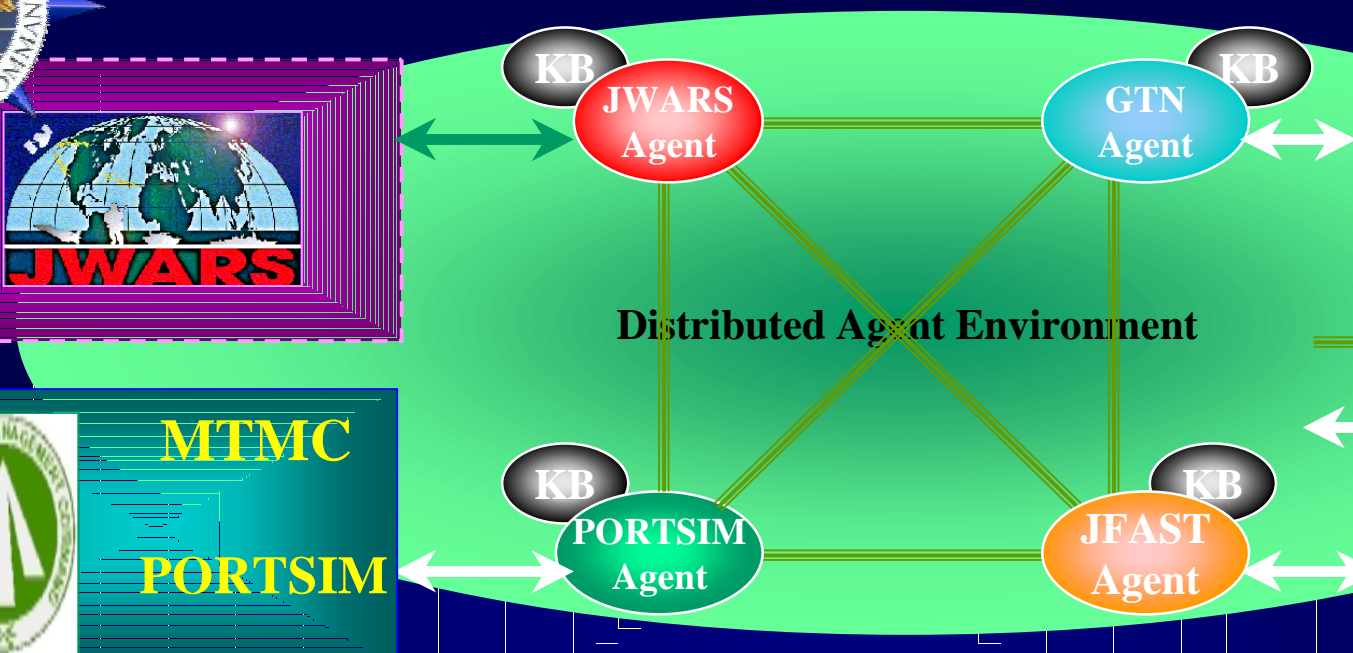 KB
KB
JWARS
Agent
GTN
Agent
JWARS
Distributed Agent Environment
MTMC
PORTSIM
KB
KB
PORTSIM
Agent
JFAST
Agent